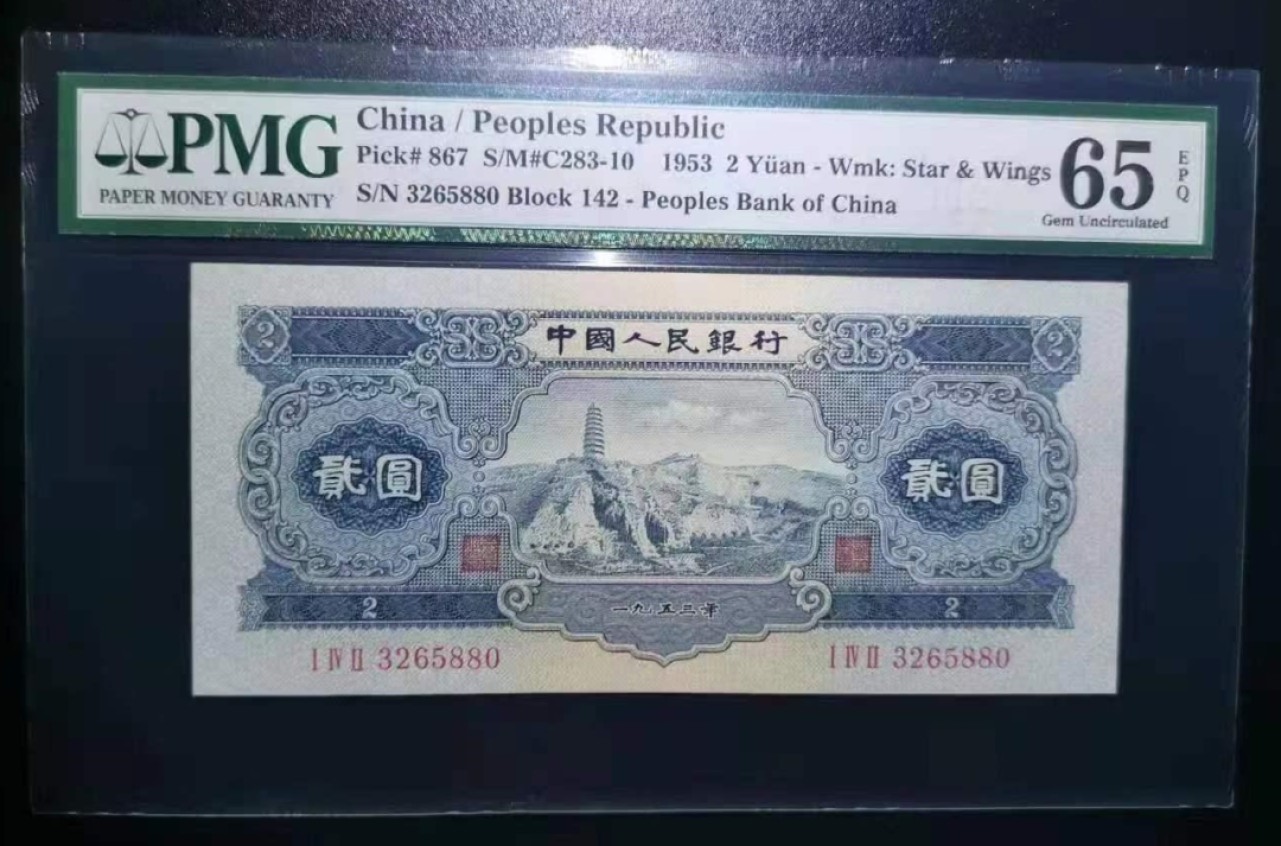 PMG
PAPER MONEY GUARANTY
China / Peoples Republic
Pick# 867 S/M#C283-10 1953 2 Yüan - Wmk: Star & Wings
S/N 3265880 Block 142 - Peoples Bank of China
65
EPQ
Gem Uncirculated
2
中國人民銀行
2
貳圓
貳圓
2
一九五三年
2
I IV II 3265880
I IV II 3265880